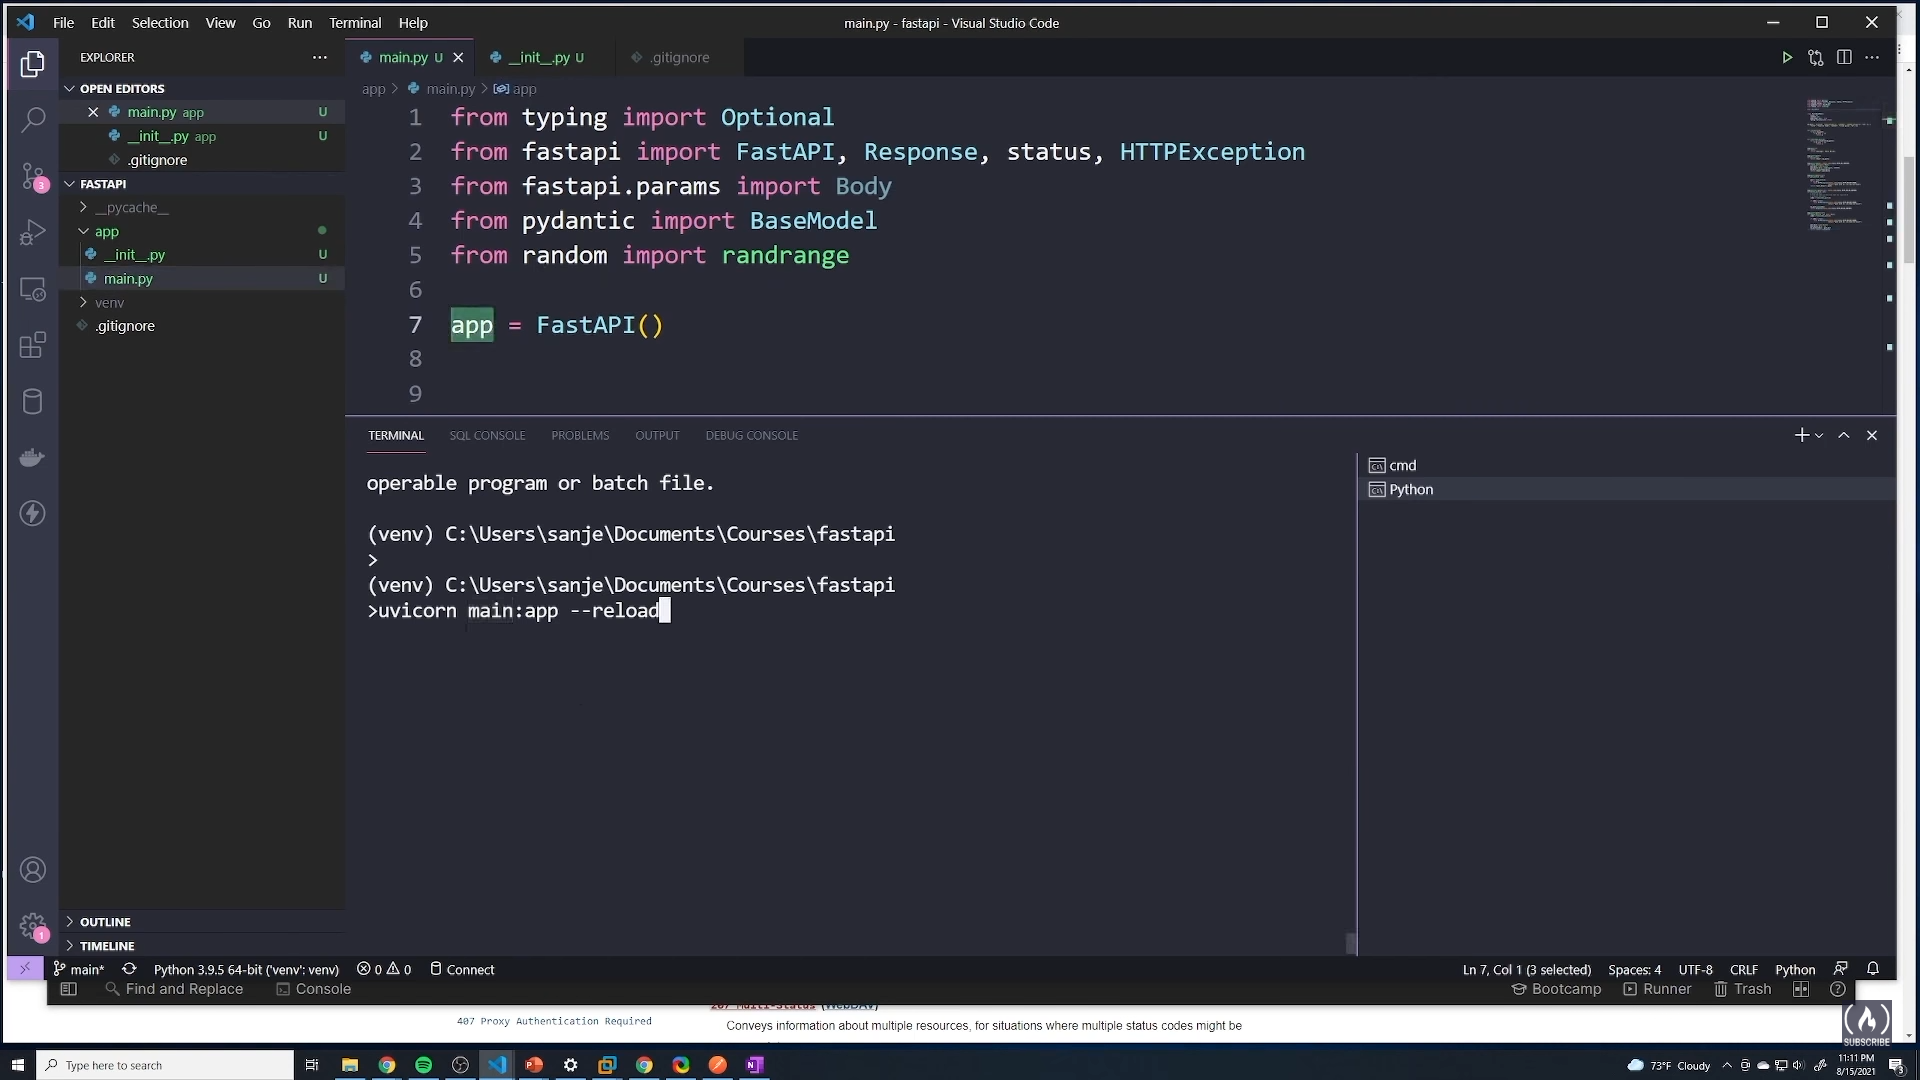 File Edit Selection View Go Run Terminal Help
main.py - fastapi - Visual Studio Code
EXPLORER
OPEN EDITORS
main.py app U
__init__.py app U
.gitignore
FASTAPI
__pycache__
app
__init__.py U
main.py U
venv
.gitignore
OUTLINE
TIMELINE
3
1
main.py U
__init__.py U
.gitignore
app > main.py > app
1 from typing import Optional
2 from fastapi import FastAPI, Response, status, HTTPException
3 from fastapi.params import Body
4 from pydantic import BaseModel
5 from random import randrange
6
7 app = FastAPI()
8
9
TERMINAL SQL CONSOLE PROBLEMS OUTPUT DEBUG CONSOLE
operable program or batch file.
(venv) C:\Users\sanje\Documents\Courses\fastapi
>
(venv) C:\Users\sanje\Documents\Courses\fastapi
>uvicorn main:app --reload
cmd
Python
main* Python 3.9.5 64-bit ('venv': venv) 0 0 Connect
Ln 7, Col 1 (3 selected) Spaces: 4 UTF-8 CRLF Python
Find and Replace Console
Bootcamp Runner Trash
407 Proxy Authentication Required
Conveys information about multiple resources, for situations where multiple status codes might be
SUBSCRIBE
Type here to search
73°F Cloudy
11:11 PM
8/15/2021
3